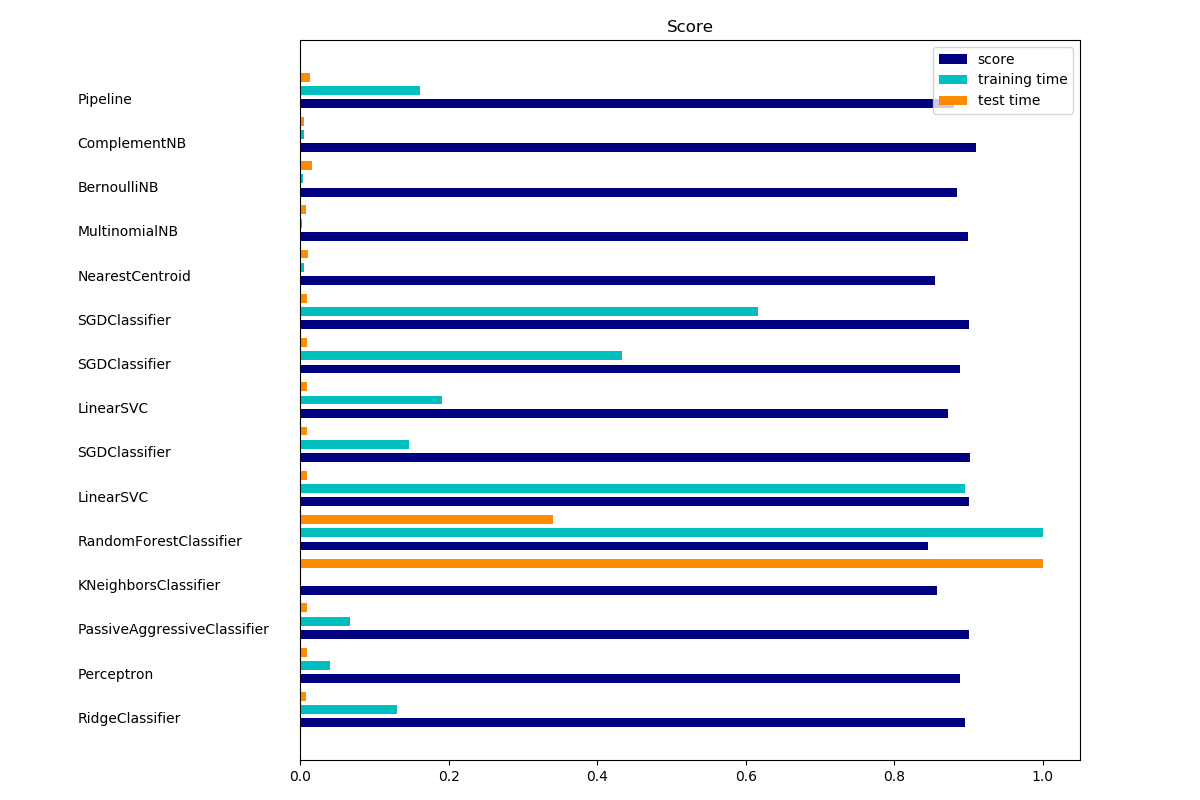 Score
score
training time
test time
Pipeline
ComplementNB
BernoulliNB
MultinomialNB
NearestCentroid
SGDClassifier
SGDClassifier
LinearSVC
SGDClassifier
LinearSVC
RandomForestClassifier
KNeighborsClassifier
PassiveAggressiveClassifier
Perceptron
RidgeClassifier
0.0 0.2 0.4 0.6 0.8 1.0